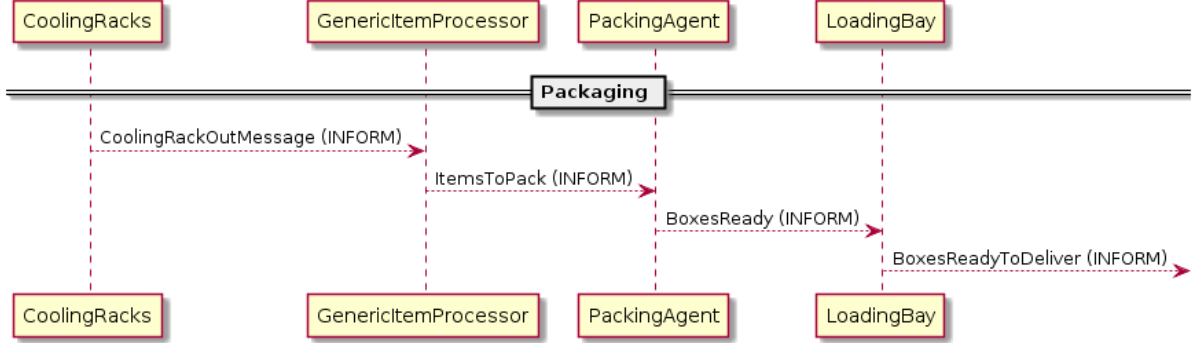 CoolingRacks GenericItemProcessor PackingAgent LoadingBay
Packaging
CoolingRackOutMessage (INFORM)
ItemsToPack (INFORM)
BoxesReady (INFORM)
BoxesReadyToDeliver (INFORM)
CoolingRacks GenericItemProcessor PackingAgent LoadingBay